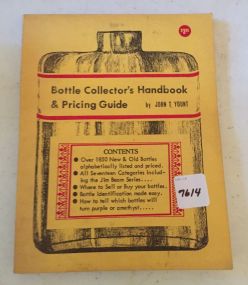 Bottle Collector's Handbook
& Pricing Guide by JOHN T. YOUNT
CONTENTS
● Over 1850 New & Old Bottles
alphabetically listed and priced.
● All Seventeen Categories includ-
ing the Jim Beam Series....
● Where to Sell or Buy your bottles.
● Bottle Identification made easy.
● How to tell which bottles will
turn purple or amethyst.....
7614